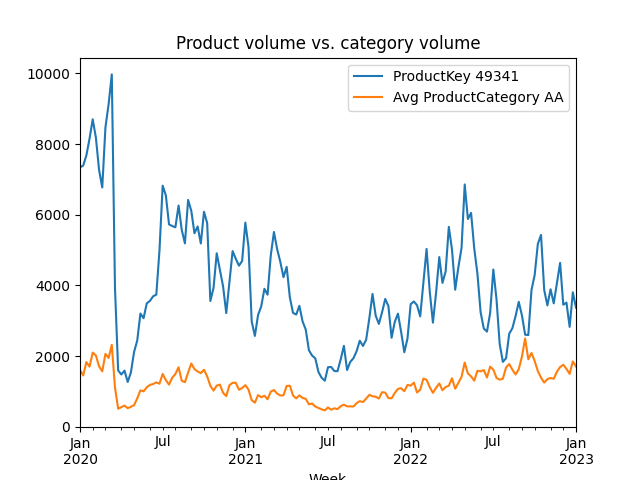 Product volume vs. category volume
ProductKey 49341
Avg ProductCategory AA
10000
8000
6000
4000
2000
0
Jan Jul Jan Jul Jan Jul Jan
2020 2021 2022 2023
Week